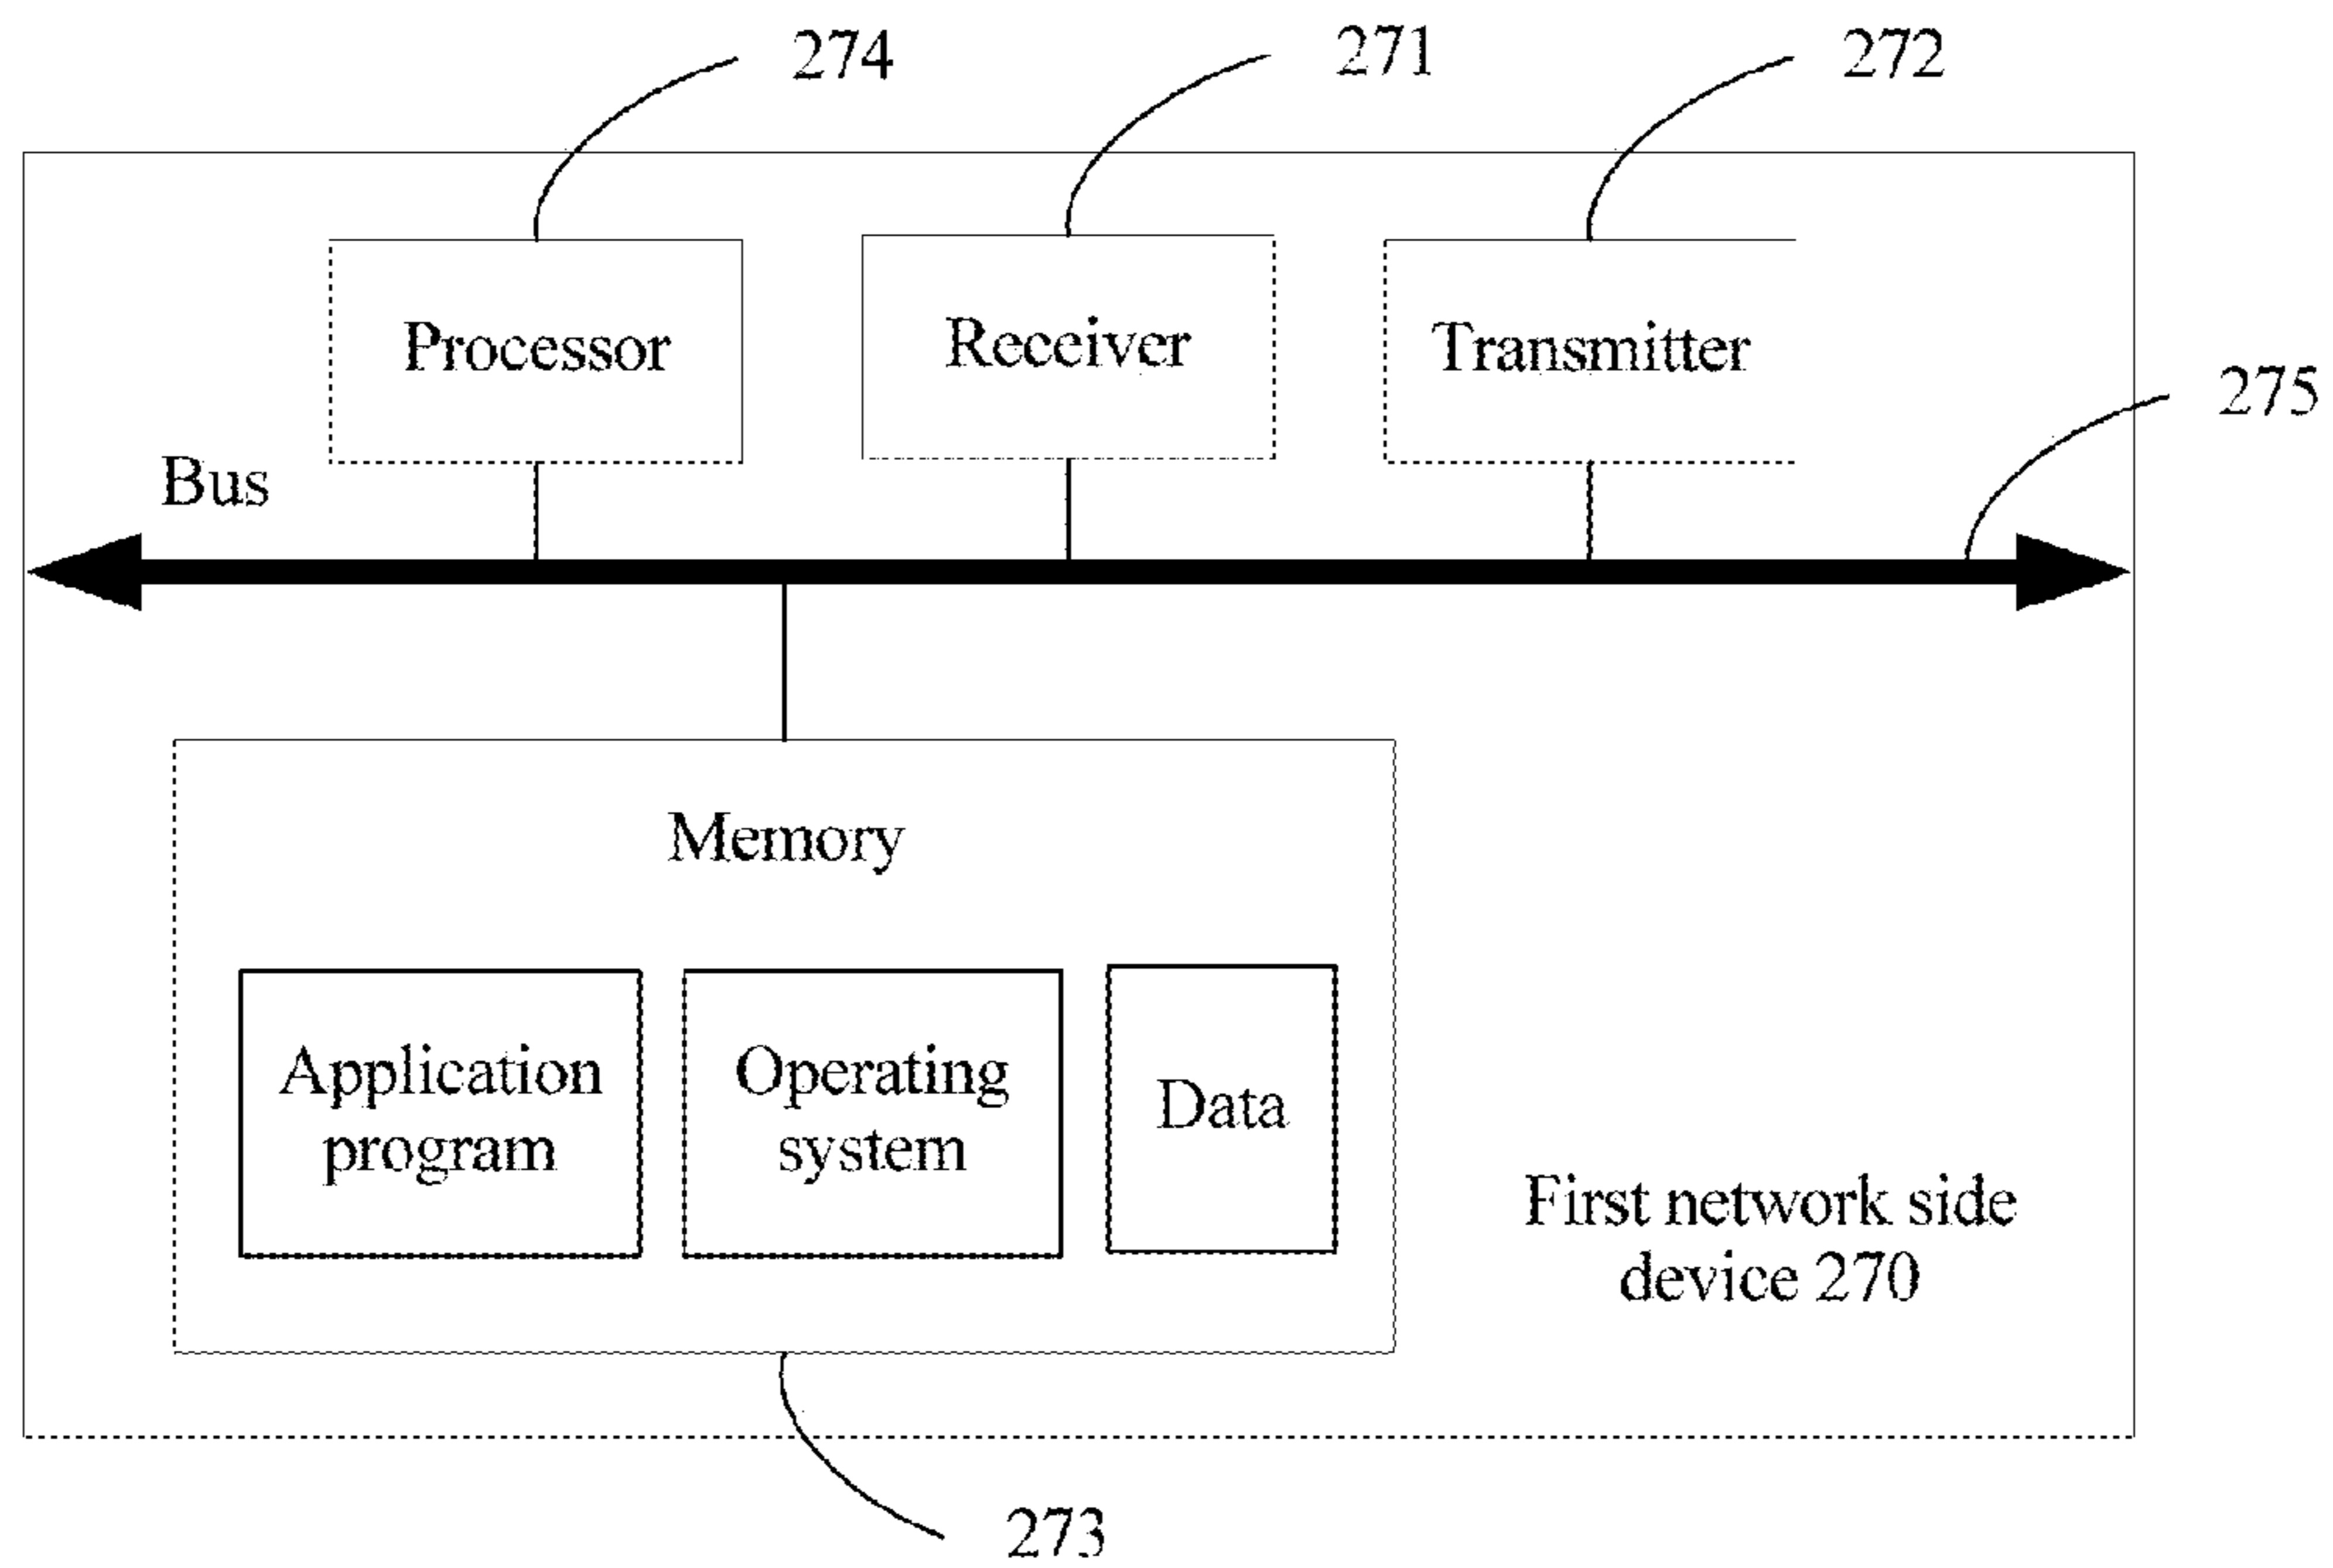 274
271
272
Processor
Receiver
Transmitter
275
Bus
Memory
Application
program
Operating
system
Data
First network side
device 270
273